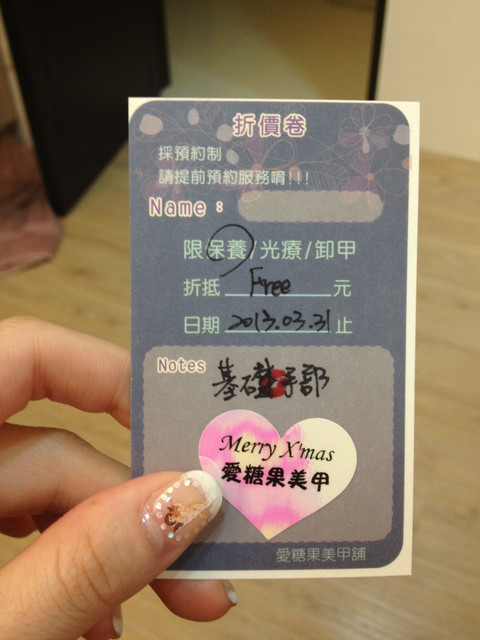 折價卷
採預約制
請提前預約服務唷!!!
Name：
限保養/光療/卸甲
折抵 Free 元
日期 2013.03.31 止
Notes 基礎手部
Merry X'mas
愛糖果美甲
愛糖果美甲舖